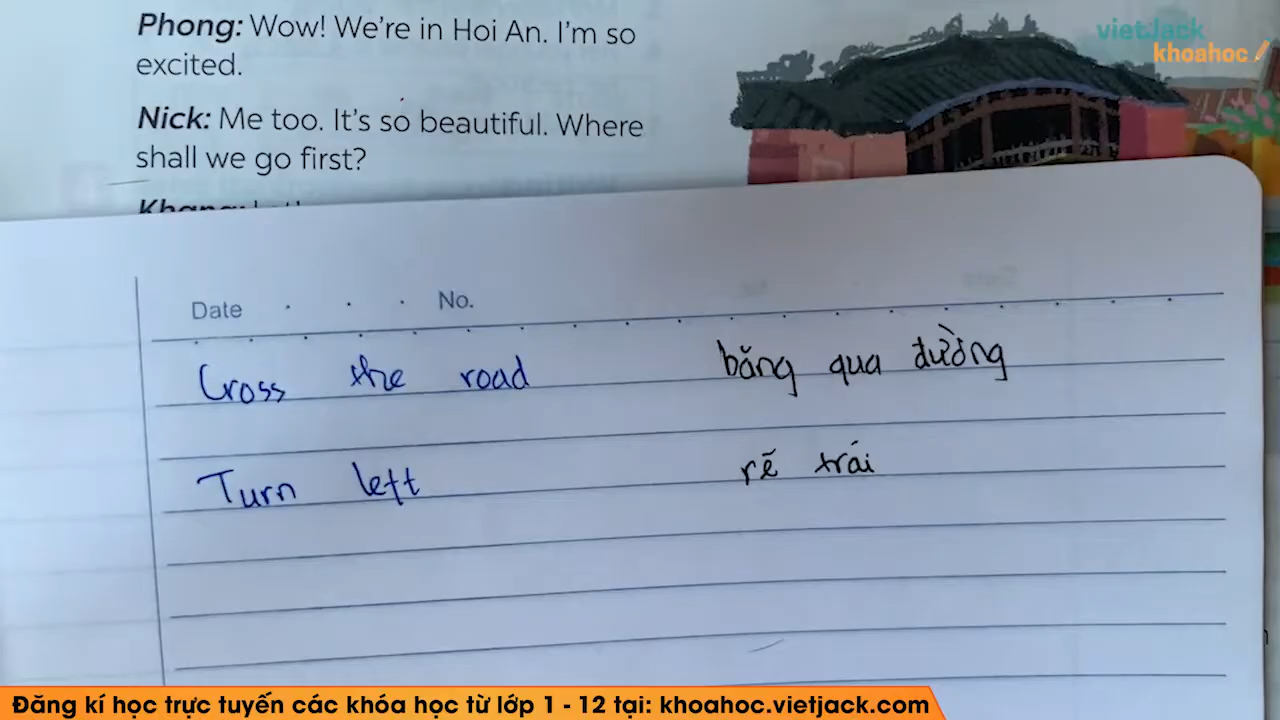 Phong: Wow! We're in Hoi An. I'm so
excited.
Nick: Me too. It's so beautiful. Where
shall we go first?
vietJack
khoahoc
Date No.
Cross the road băng qua đường
Turn left rẽ trái
Đăng kí học trực tuyến các khóa học từ lớp 1 - 12 tại: khoahoc.vietjack.com